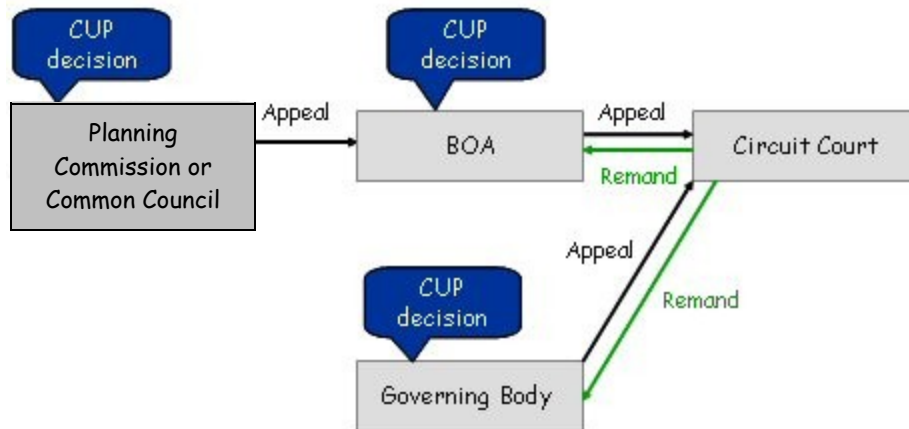 CUP
decision
CUP
decision
Planning
Commission or
Common Council
Appeal
BOA
Appeal
Remand
Circuit Court
Appeal
Remand
CUP
decision
Governing Body